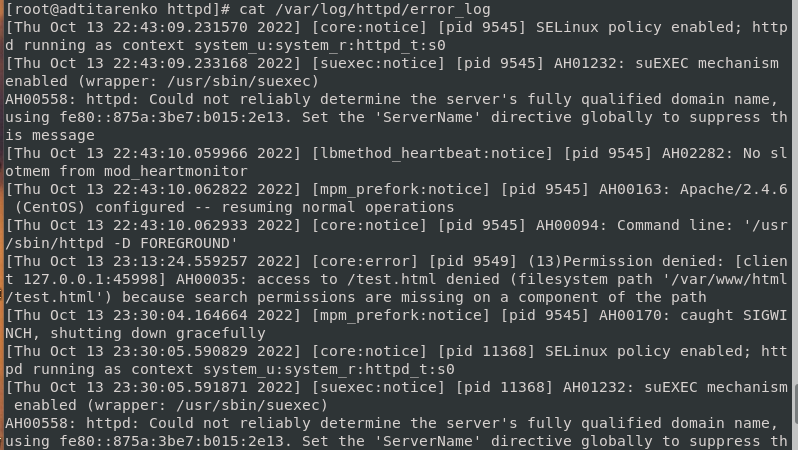 [root@adtitarenko httpd]# cat /var/log/httpd/error_log
[Thu Oct 13 22:43:09.231570 2022] [core:notice] [pid 9545] SELinux policy enabled; http
d running as context system_u:system_r:httpd_t:s0
[Thu Oct 13 22:43:09.233168 2022] [suexec:notice] [pid 9545] AH01232: suEXEC mechanism
enabled (wrapper: /usr/sbin/suexec)
AH00558: httpd: Could not reliably determine the server's fully qualified domain name,
using fe80::875a:3be7:b015:2e13. Set the 'ServerName' directive globally to suppress th
is message
[Thu Oct 13 22:43:10.059966 2022] [lbmethod_heartbeat:notice] [pid 9545] AH02282: No sl
otmem from mod_heartmonitor
[Thu Oct 13 22:43:10.062822 2022] [mpm_prefork:notice] [pid 9545] AH00163: Apache/2.4.6
 (CentOS) configured -- resuming normal operations
[Thu Oct 13 22:43:10.062933 2022] [core:notice] [pid 9545] AH00094: Command line: '/usr
/sbin/httpd -D FOREGROUND'
[Thu Oct 13 23:13:24.559257 2022] [core:error] [pid 9549] (13)Permission denied: [clien
t 127.0.0.1:45998] AH00035: access to /test.html denied (filesystem path '/var/www/html
/test.html') because search permissions are missing on a component of the path
[Thu Oct 13 23:30:04.164664 2022] [mpm_prefork:notice] [pid 9545] AH00170: caught SIGWI
NCH, shutting down gracefully
[Thu Oct 13 23:30:05.590829 2022] [core:notice] [pid 11368] SELinux policy enabled; htt
pd running as context system_u:system_r:httpd_t:s0
[Thu Oct 13 23:30:05.591871 2022] [suexec:notice] [pid 11368] AH01232: suEXEC mechanism
 enabled (wrapper: /usr/sbin/suexec)
AH00558: httpd: Could not reliably determine the server's fully qualified domain name,
using fe80::875a:3be7:b015:2e13. Set the 'ServerName' directive globally to suppress th